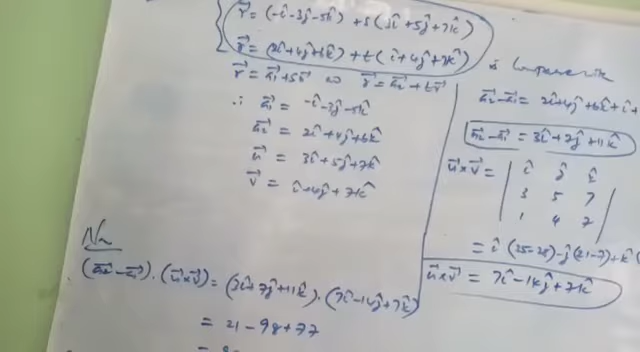 r⃗ = (-î-3ĵ-5k̂) + s(3î+5ĵ+7k̂)
r⃗ = (2î+4ĵ+6k̂) + t(î+4ĵ+7k̂)
r⃗ = a⃗₁+su⃗ r⃗ = a⃗₂+tv⃗
∴ a⃗₁ = -î-3ĵ-5k̂
a⃗₂ = 2î+4ĵ+6k̂
u⃗ = 3î+5ĵ+7k̂
v⃗ = î+4ĵ+7k̂
Now
(a⃗₂-a⃗₁).(u⃗×v⃗) = (3î+7ĵ+11k̂).(7î-14ĵ+7k̂)
= 21-98+77
a⃗₂-a⃗₁ = 2î+4ĵ+6k̂+î+
a⃗₂-a⃗₁ = 3î+7ĵ+11k̂
u⃗×v⃗ = | î ĵ k̂ |
| 3 5 7 |
| 1 4 7 |
= î(35-28)-ĵ(21-7)+k̂(
u⃗×v⃗ = 7î-14ĵ+7k̂